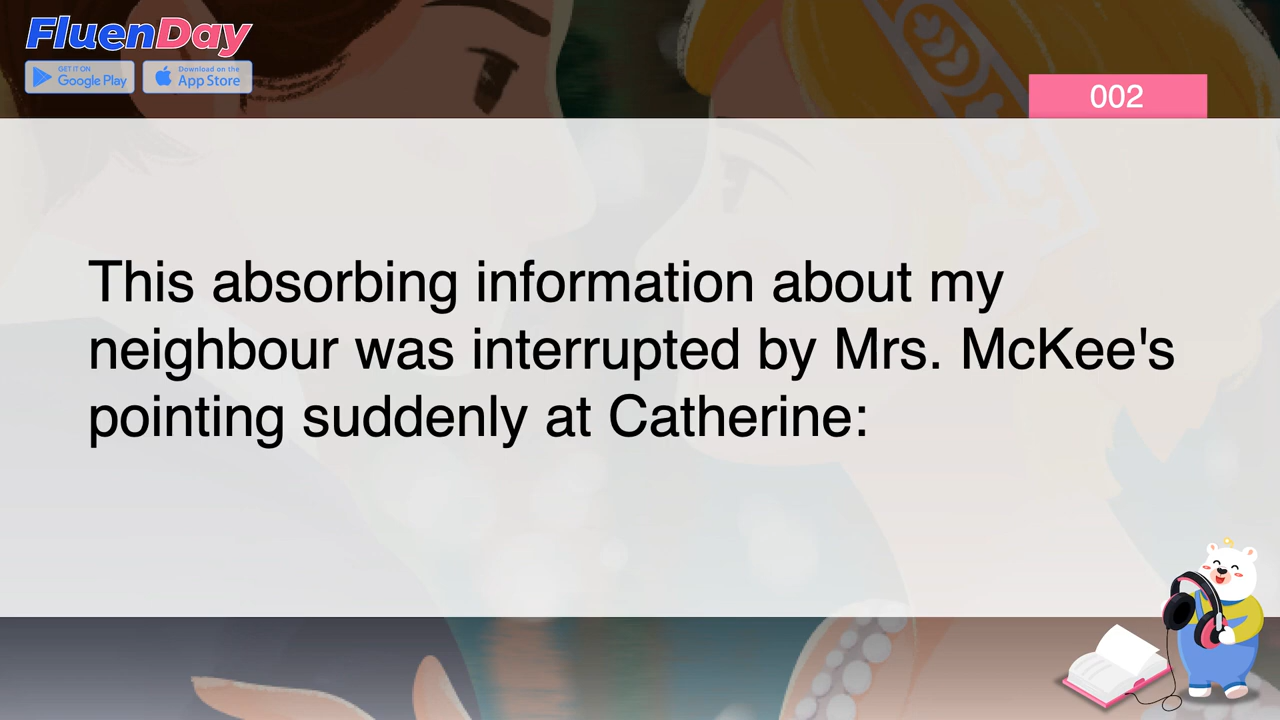 FluenDay
GET IT ON
Google Play
Download on the
App Store
002
This absorbing information about my
neighbour was interrupted by Mrs. McKee's
pointing suddenly at Catherine: